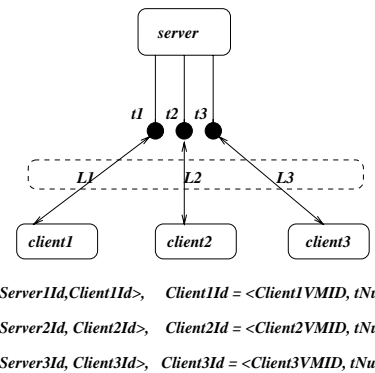 server
t1 t2 t3
L1 L2 L3
client1 client2 client3
Server1Id,Client1Id>, Client1Id = <Client1VMID, tNu
Server2Id, Client2Id>, Client2Id = <Client2VMID, tNu
Server3Id, Client3Id>, Client3Id = <Client3VMID, tNu